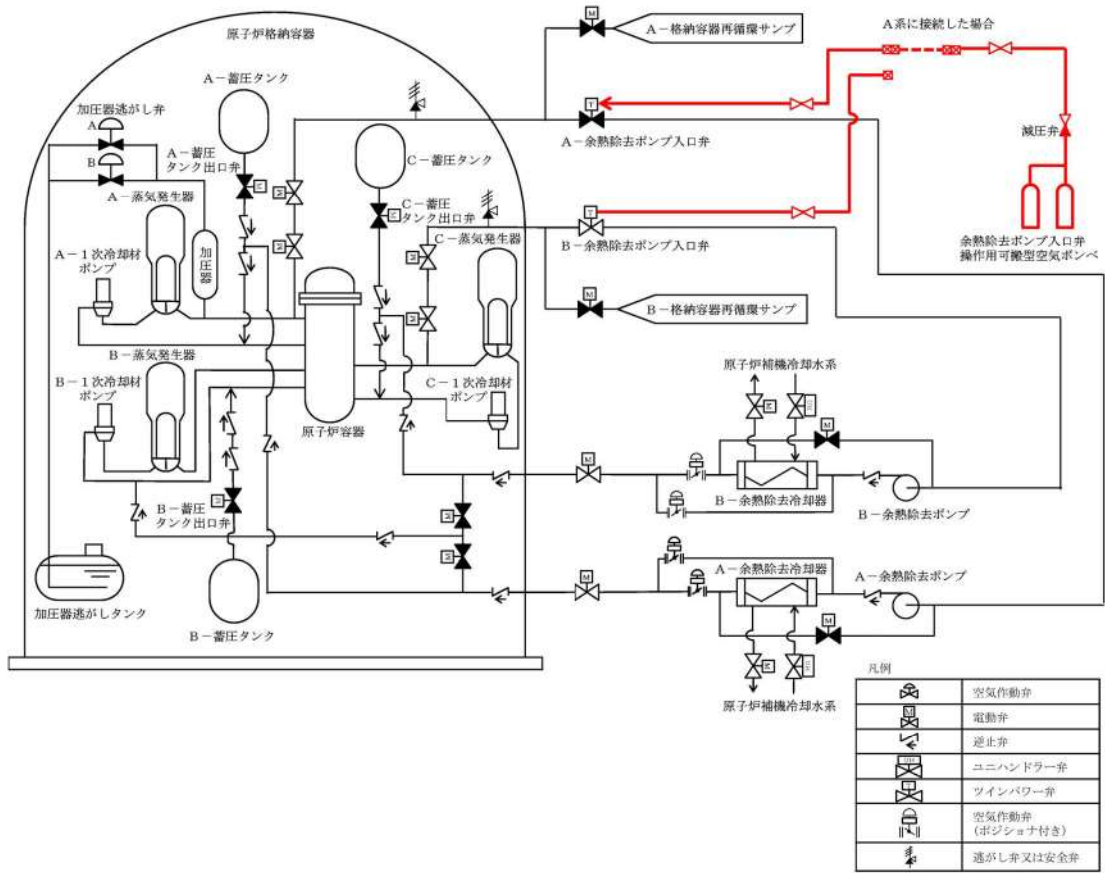 原子炉格納容器
A－格納容器再循環サンプ
A系に接続した場合
A－蓄圧タンク
加圧器逃がし弁
A
B
A－蓄圧
タンク出口弁
C－蓄圧タンク
A－余熱除去ポンプ入口弁
減圧弁
A－蒸気発生器
C－蓄圧
タンク出口弁
C－蒸気発生器
B－余熱除去ポンプ入口弁
余熱除去ポンプ入口弁
操作用可搬型空気ボンベ
A－1次冷却材
ポンプ
加圧器
B－格納容器再循環サンプ
B－蒸気発生器
B－1次冷却材
ポンプ
原子炉容器
C－1次冷却材
ポンプ
原子炉補機冷却水系
B－余熱除去冷却器
B－余熱除去ポンプ
B－蓄圧
タンク出口弁
A－余熱除去冷却器
A－余熱除去ポンプ
加圧器逃がしタンク
B－蓄圧タンク
原子炉補機冷却水系
凡例
空気作動弁
M
電動弁
逆止弁
UH
ユニハンドラー弁
T
ツインパワー弁
空気作動弁
(ポジショナ付き)
逃がし弁又は安全弁